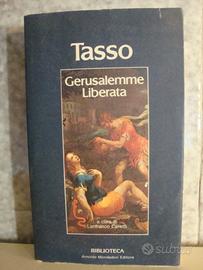 Tasso
Gerusalemme
Liberata
a cura di
Lanfranco Caretti
BIBLIOTECA
Arnoldo Mondadori Editore
subito